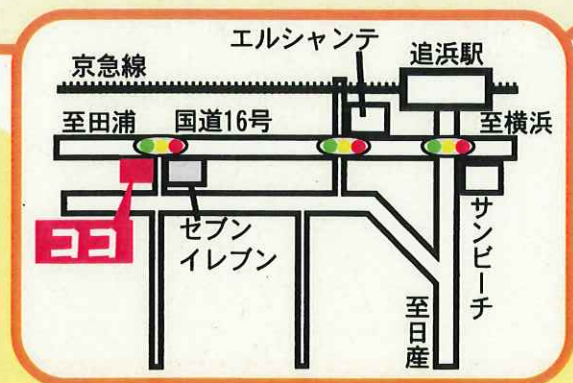 エルシャンテ
追浜駅
京急線
至田浦
国道16号
至横浜
ココ
セブン
イレブン
サンビーチ
至日産